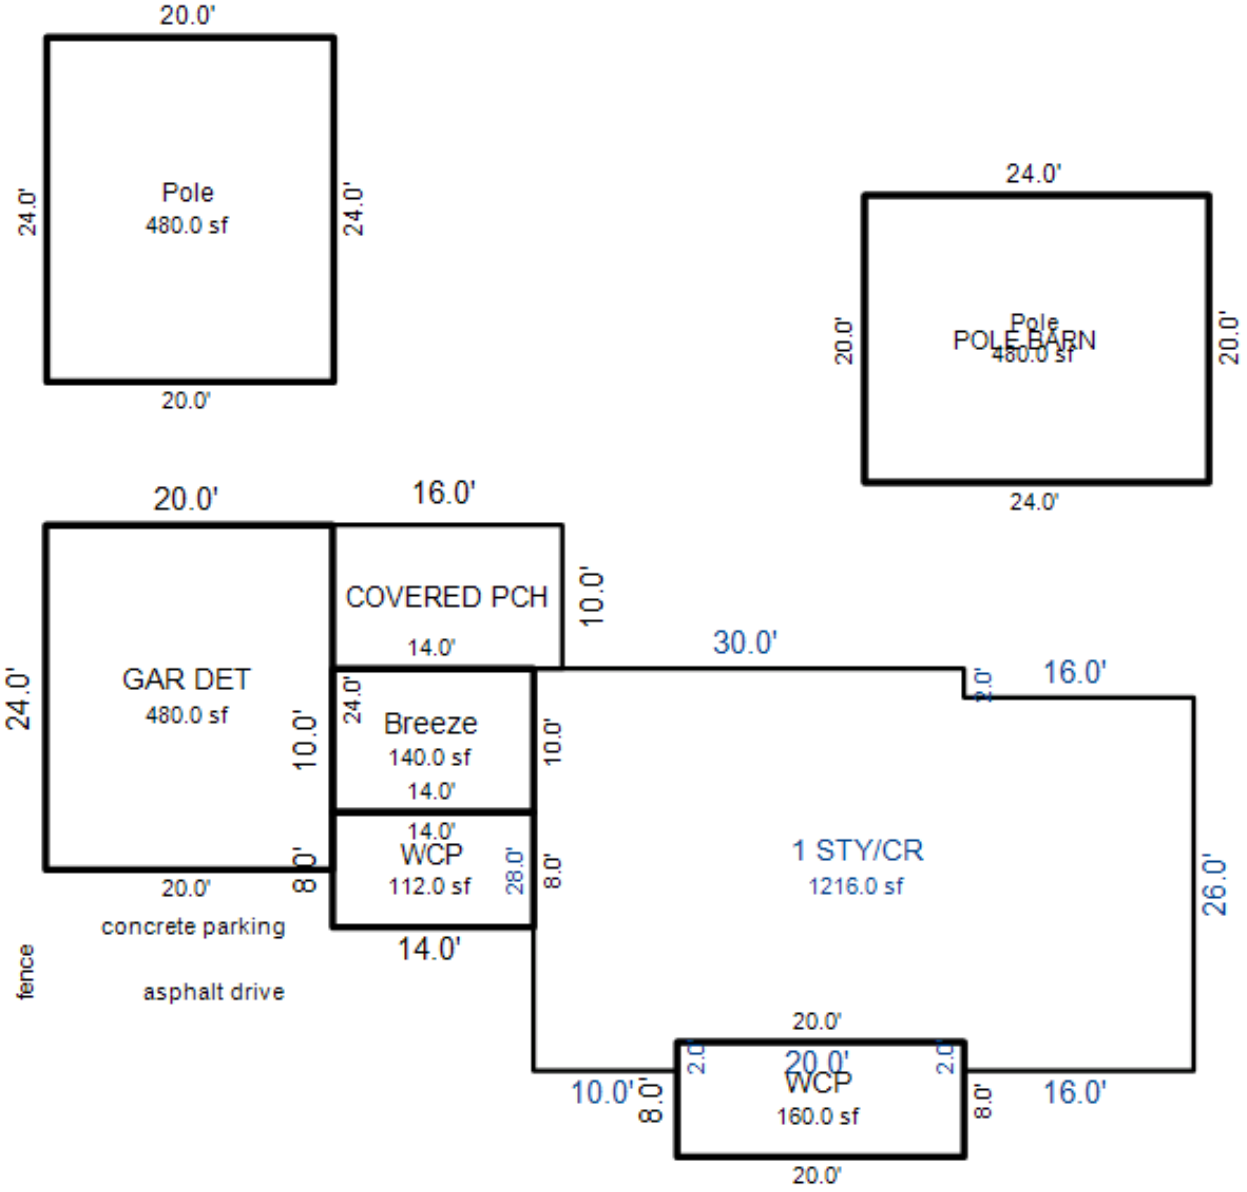 20.0'
24.0'
Pole
480.0 sf
24.0'
20.0'
24.0'
20.0'
Pole
POLE BARN
480.0 sf
20.0'
24.0'
20.0'
16.0'
COVERED PCH
10.0'
14.0'
24.0'
GAR DET
480.0 sf
10.0'
24.0'
Breeze
140.0 sf
14.0'
10.0'
30.0'
2.0'
16.0'
14.0'
WCP
112.0 sf
28.0'
8.0'
8.0'
20.0'
14.0'
1 STY/CR
1216.0 sf
26.0'
concrete parking
fence
asphalt drive
20.0'
2.0'
20.0'
2.0'
10.0'
8.0'
WCP
160.0 sf
8.0'
16.0'
20.0'